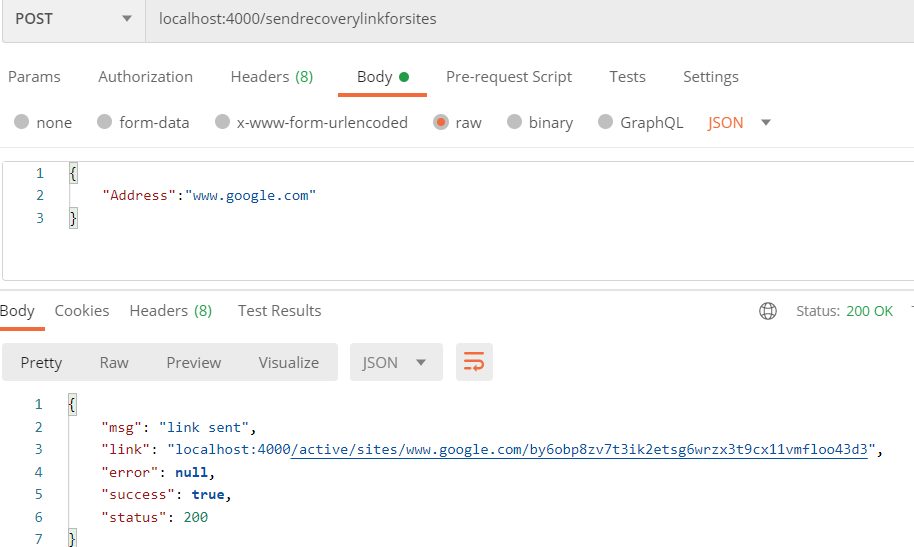 POST localhost:4000/sendrecoverylinkforsites
Params Authorization Headers (8) Body Pre-request Script Tests Settings
none form-data x-www-form-urlencoded raw binary GraphQL JSON
1 {
2 "Address":"www.google.com"
3 }
Body Cookies Headers (8) Test Results Status: 200 OK
Pretty Raw Preview Visualize JSON
1 {
2 "msg": "link sent",
3 "link": "localhost:4000/active/sites/www.google.com/by6obp8zv7t3ik2etsg6wrzx3t9cx11vmfloo43d3",
4 "error": null,
5 "success": true,
6 "status": 200
7 }